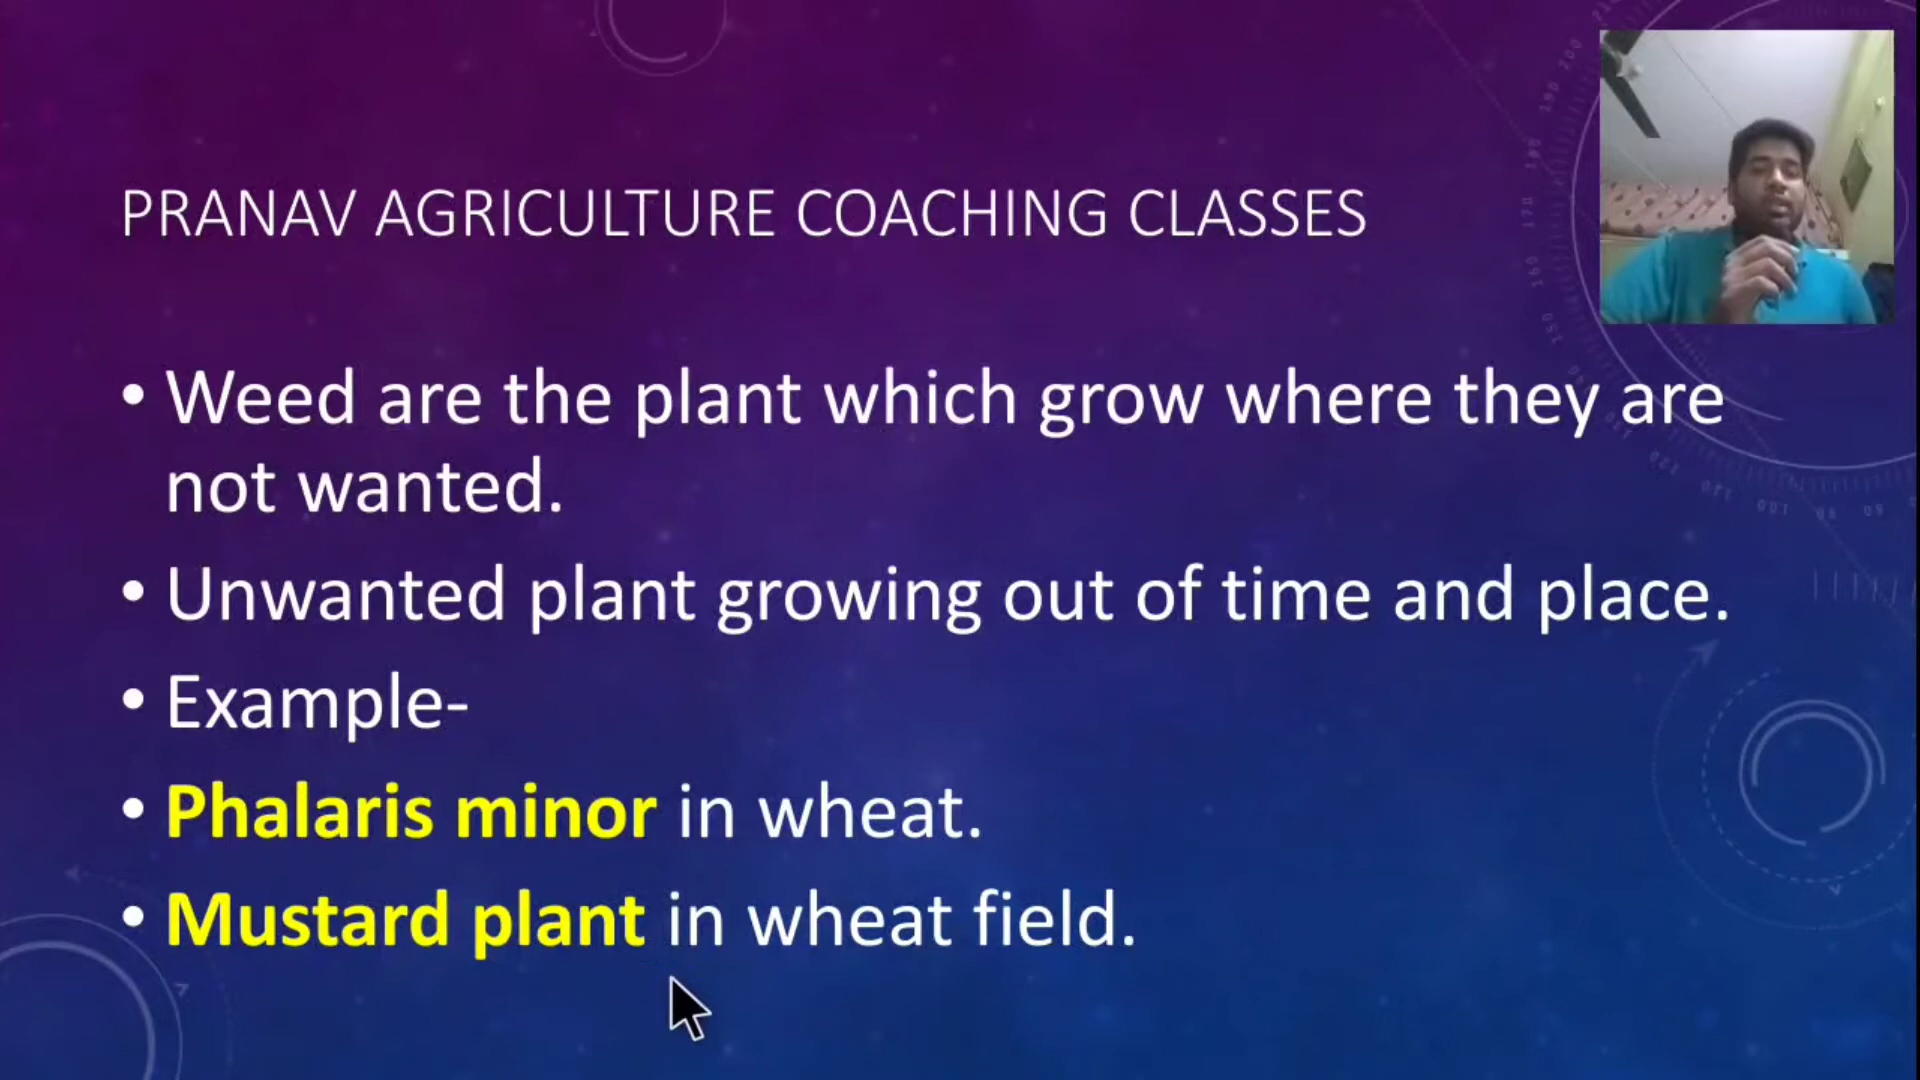 PRANAV AGRICULTURE COACHING CLASSES
• Weed are the plant which grow where they are
not wanted.
• Unwanted plant growing out of time and place.
• Example-
• Phalaris minor in wheat.
• Mustard plant in wheat field.